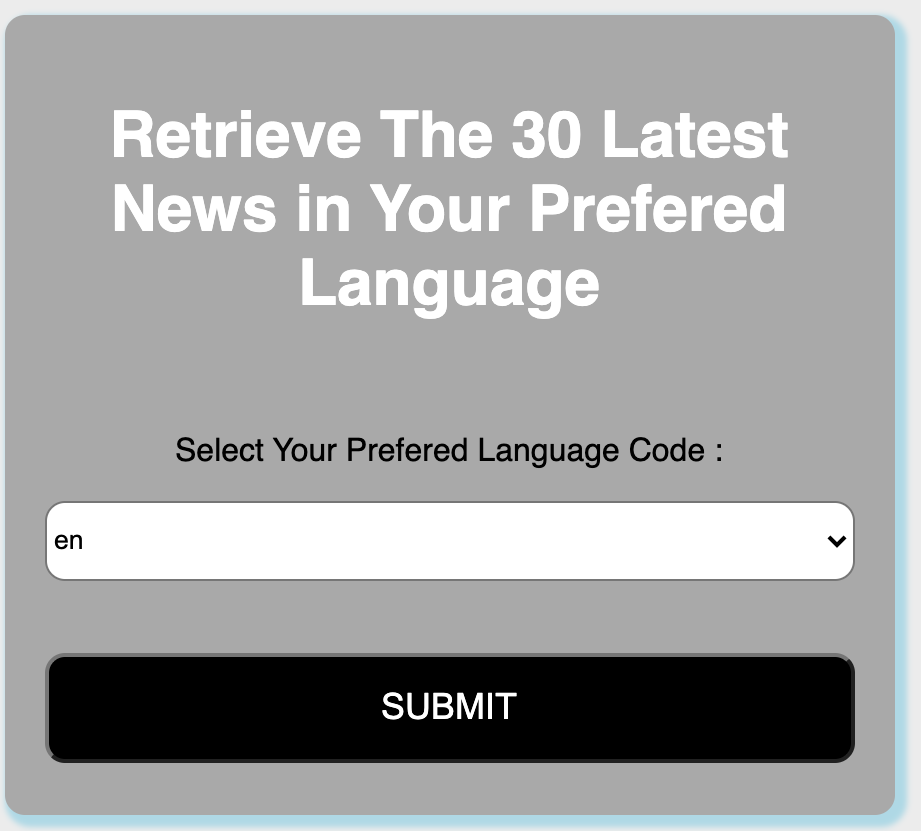 Retrieve The 30 Latest
News in Your Prefered
Language
Select Your Prefered Language Code :
en
SUBMIT